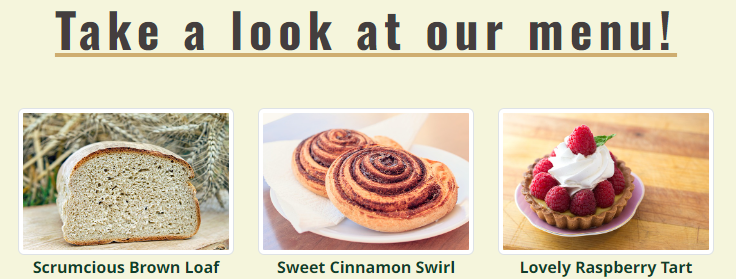 Take a look at our menu!
Scrumcious Brown Loaf
Sweet Cinnamon Swirl
Lovely Raspberry Tart